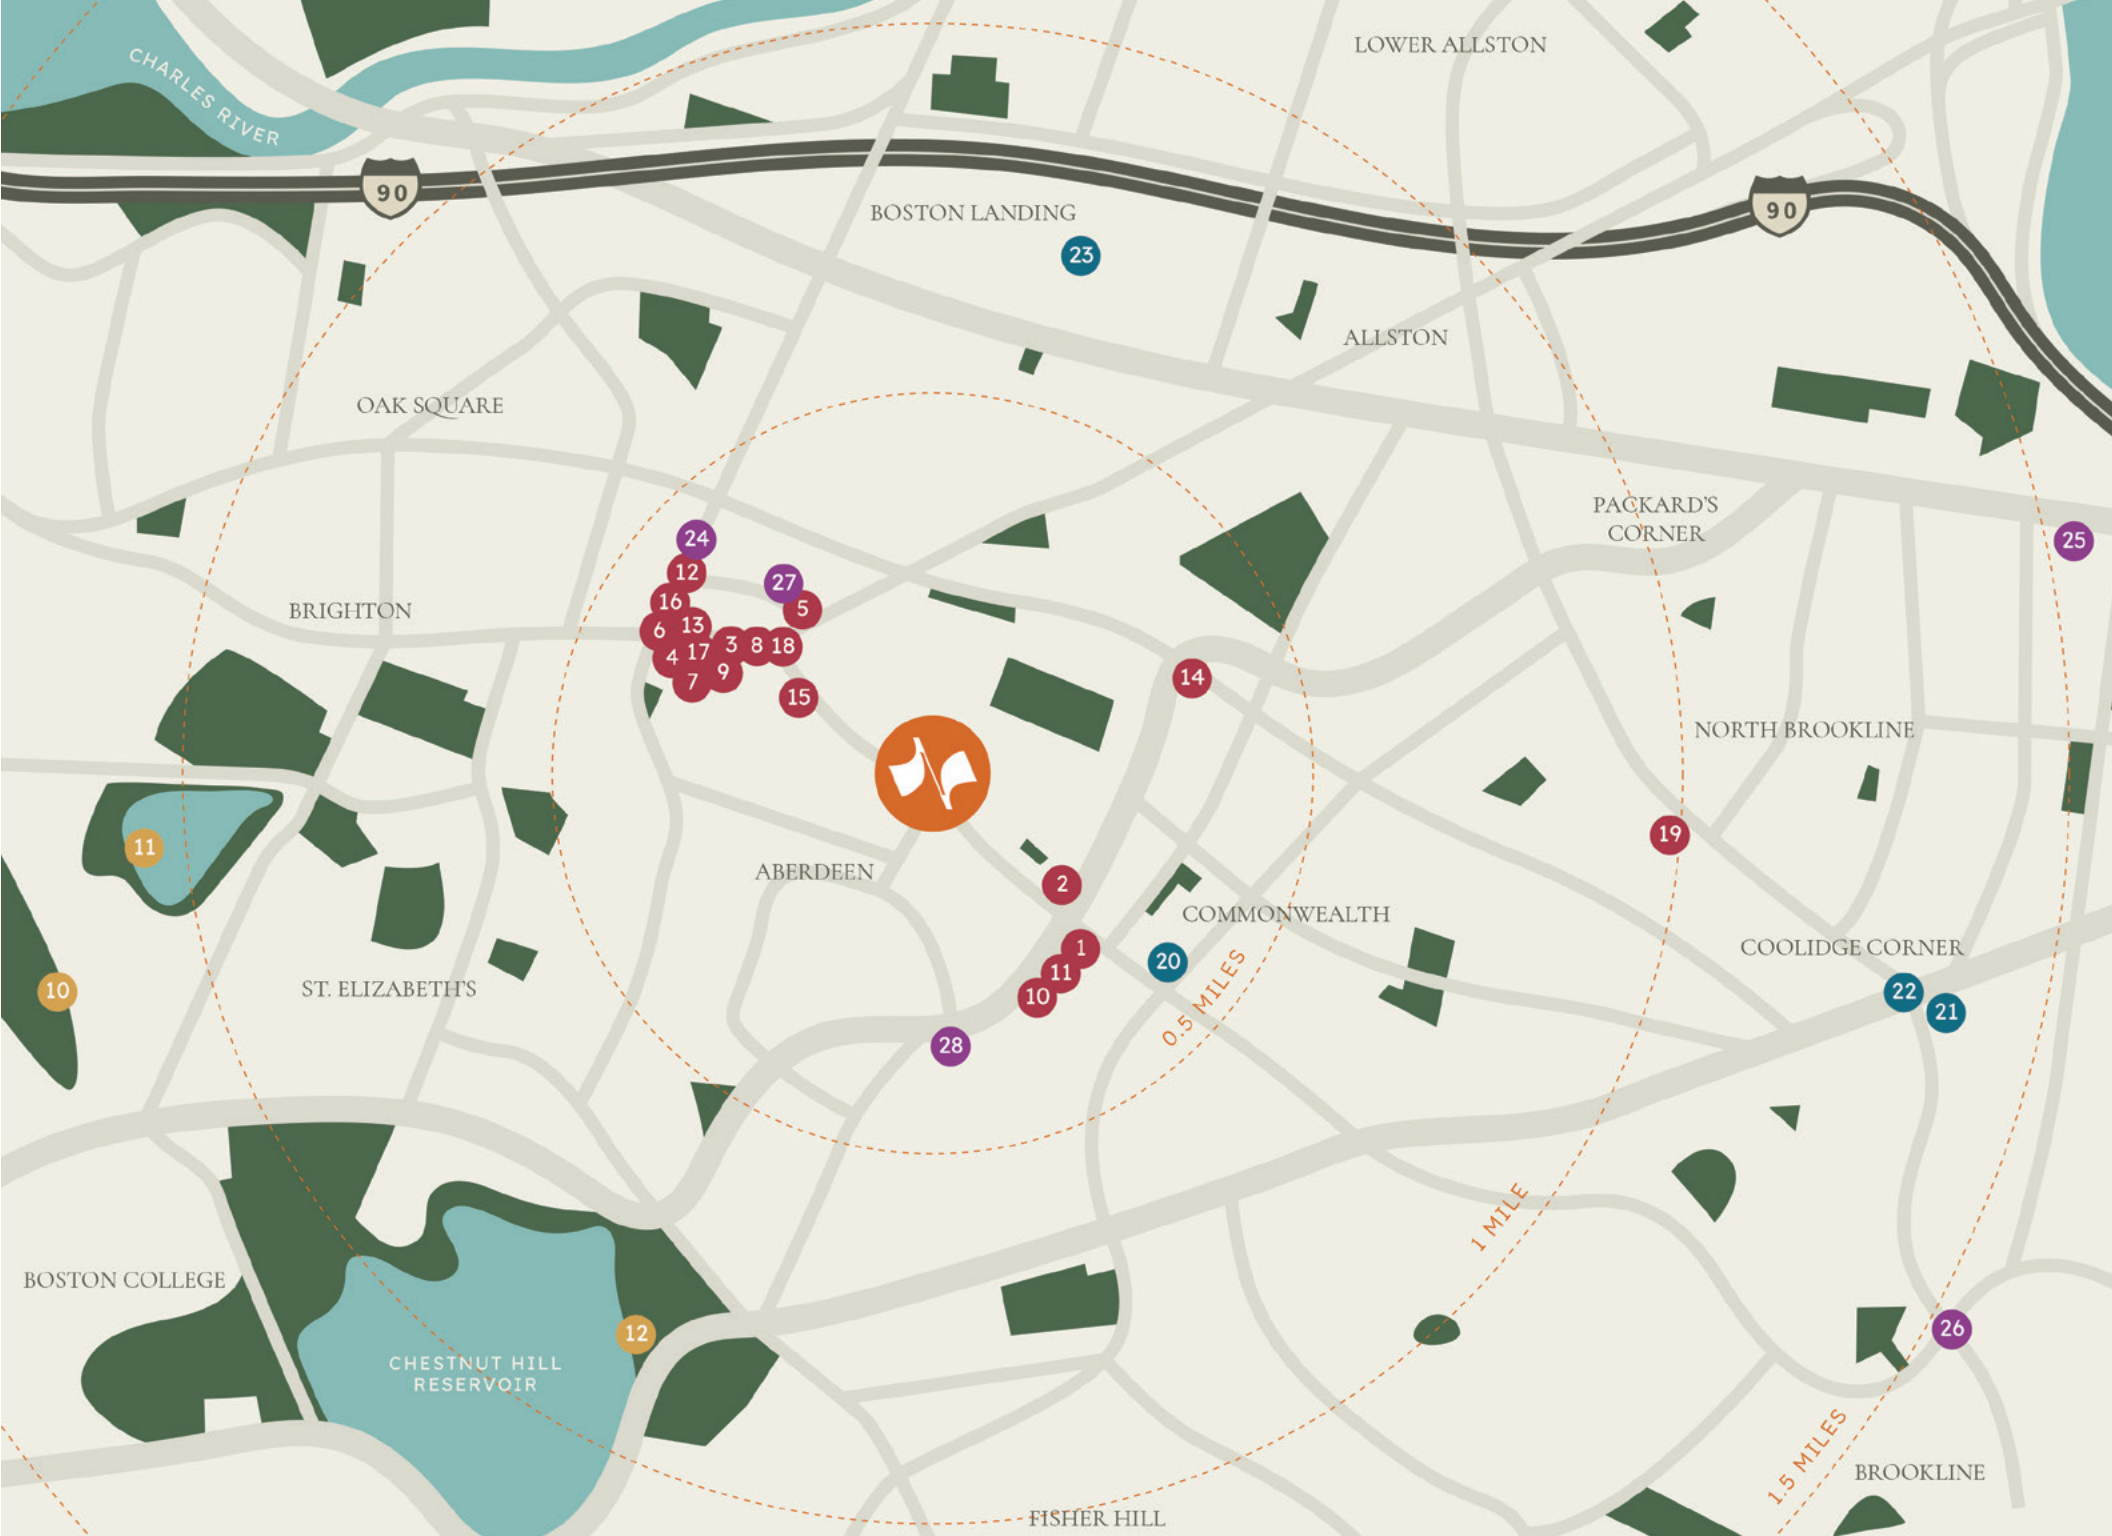 LOWER ALLSTON
CHARLES RIVER
90
90
BOSTON LANDING
23
ALLSTON
OAK SQUARE
PACKARD'S
CORNER
24
25
12
27
16
5
BRIGHTON
6
13
3
8
18
4
17
9
7
15
14
NORTH BROOKLINE
11
19
ABERDEEN
2
COMMONWEALTH
1
COOLIDGE CORNER
20
11
10
ST. ELIZABETH'S
10
22
21
0.5 MILES
28
1 MILE
BOSTON COLLEGE
12
26
CHESTNUT HILL
RESERVOIR
1.5 MILES
BROOKLINE
FISHER HILL